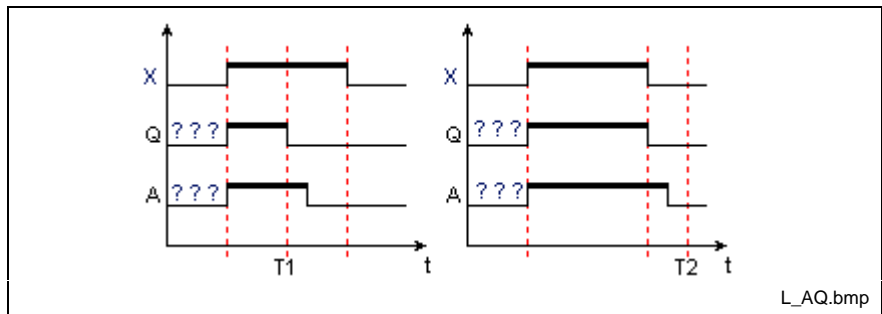 X X
Q ? ? ? Q ? ? ?
A ? ? ? A ? ? ?
T1 t T2 t
L_AQ.bmp